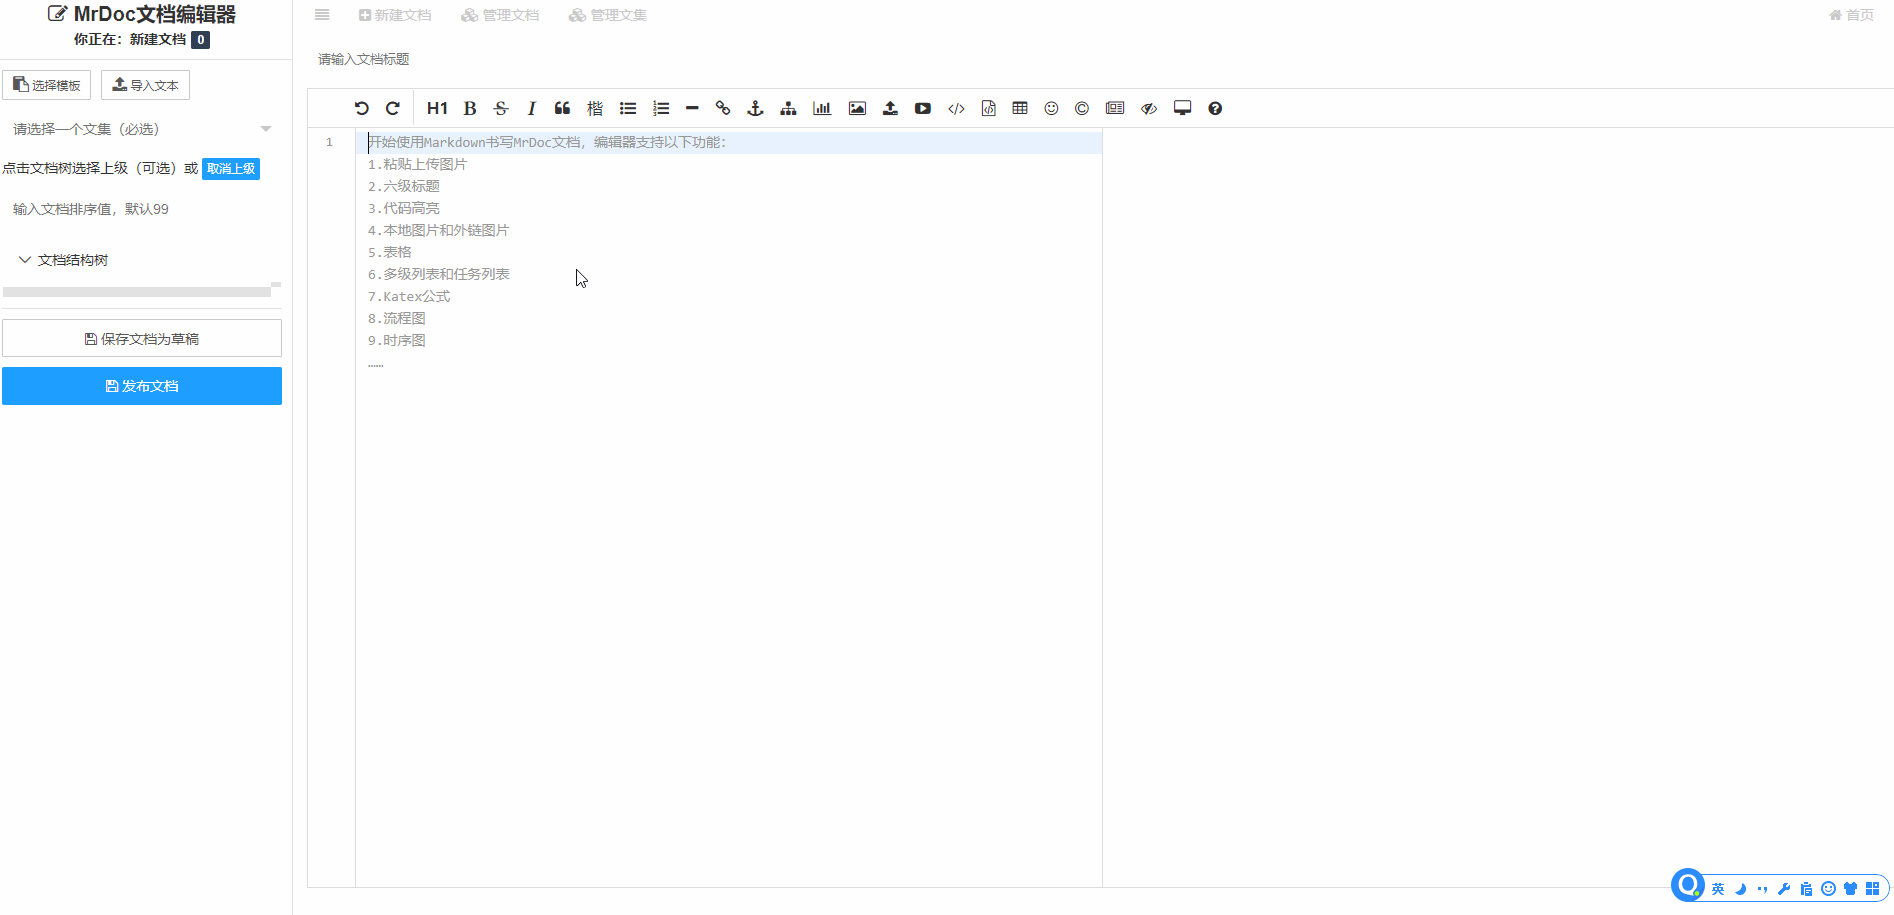 MrDoc文档编辑器
你正在：新建文档 0
选择模板 导入文本
请选择一个文集（必选）
点击文档树选择上级（可选）或 取消上级
输入文档排序值，默认99
文档结构树
保存文档为草稿
发布文档
新建文档 管理文档 管理文集 首页
请输入文档标题
H1 B S I 楷
1
开始使用Markdown书写MrDoc文档，编辑器支持以下功能：
1.粘贴上传图片
2.六级标题
3.代码高亮
4.本地图片和外链图片
5.表格
6.多级列表和任务列表
7.Katex公式
8.流程图
9.时序图
……
英